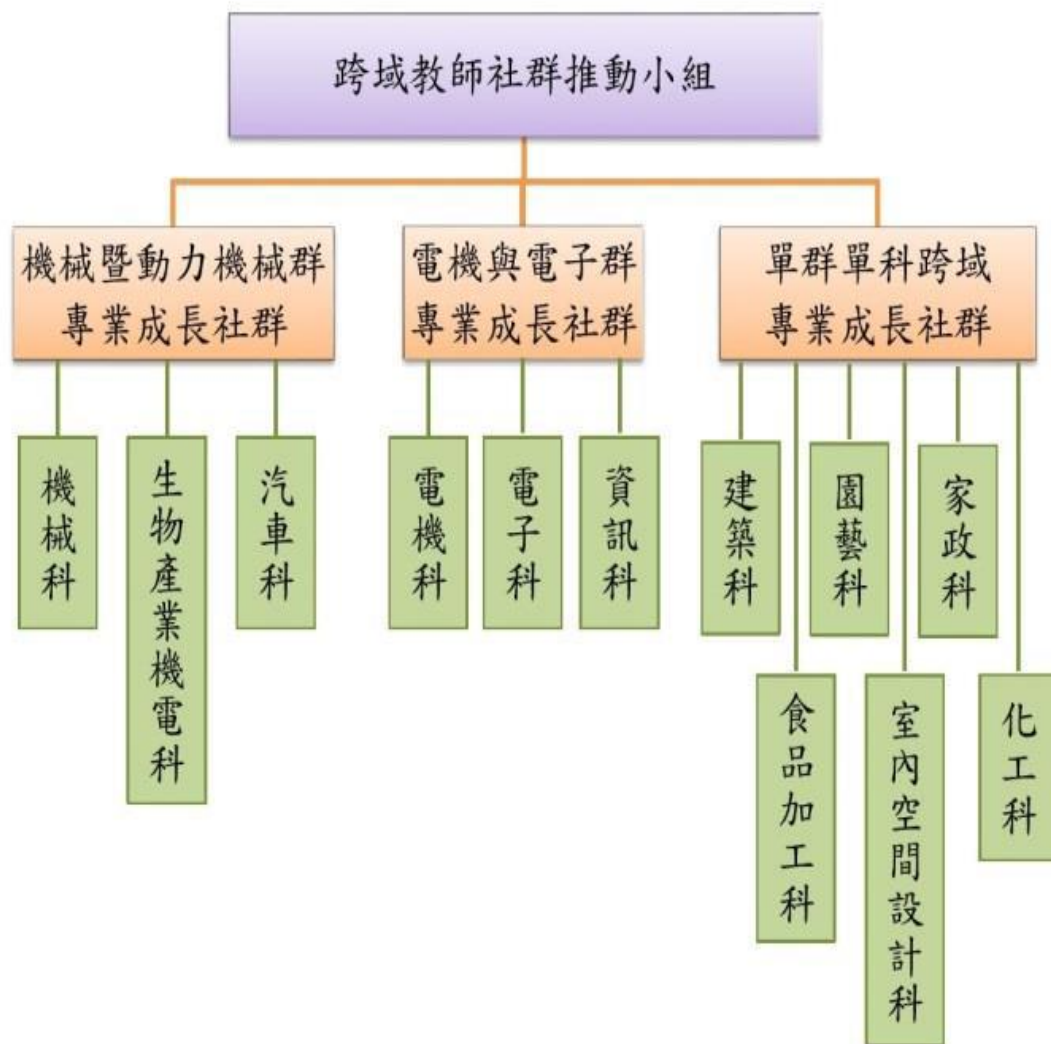 跨域教師社群推動小組
機械暨動力機械群
專業成長社群
電機與電子群
專業成長社群
單群單科跨域
專業成長社群
機械科
生物產業機電科
汽車科
電機科
電子科
資訊科
建築科
食品加工科
園藝科
室內空間設計科
家政科
化工科